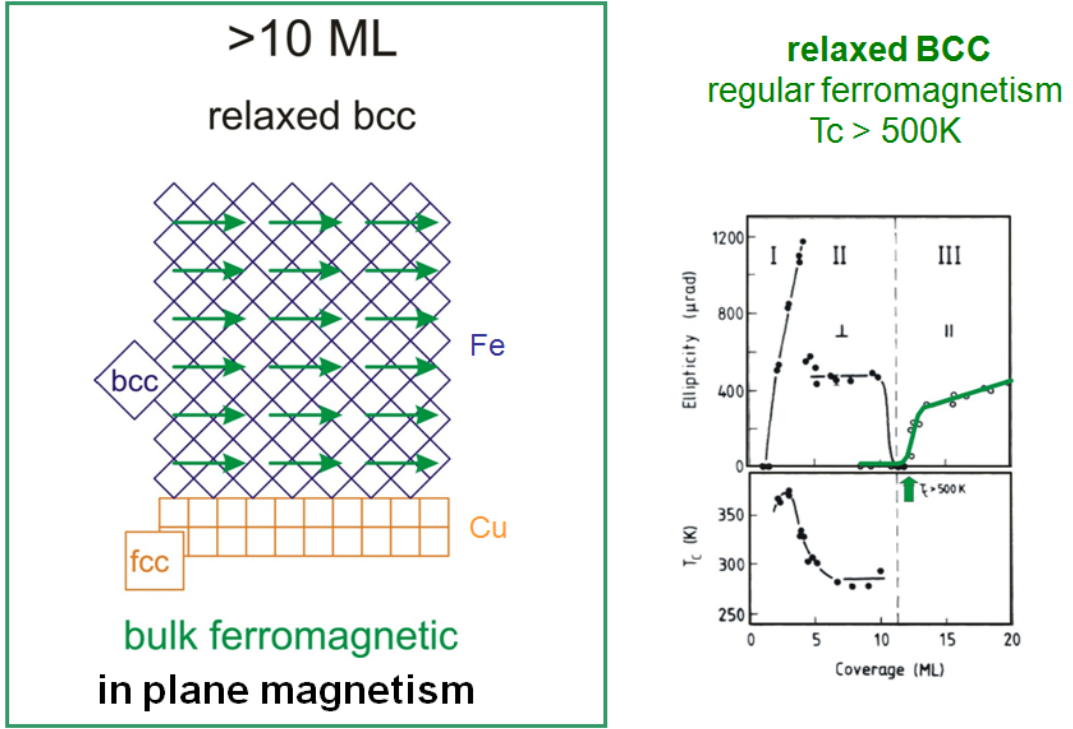 >10 ML
relaxed bcc
bcc
Fe
fcc
Cu
bulk ferromagnetic
in plane magnetism
relaxed BCC
regular ferromagnetism
Tc > 500K
Ellipticity (µrad)
1200
800
400
0
I II III
⊥ ॥
Tc > 500 K
Tc (K)
350
300
250
0 5 10 15 20
Coverage (ML)